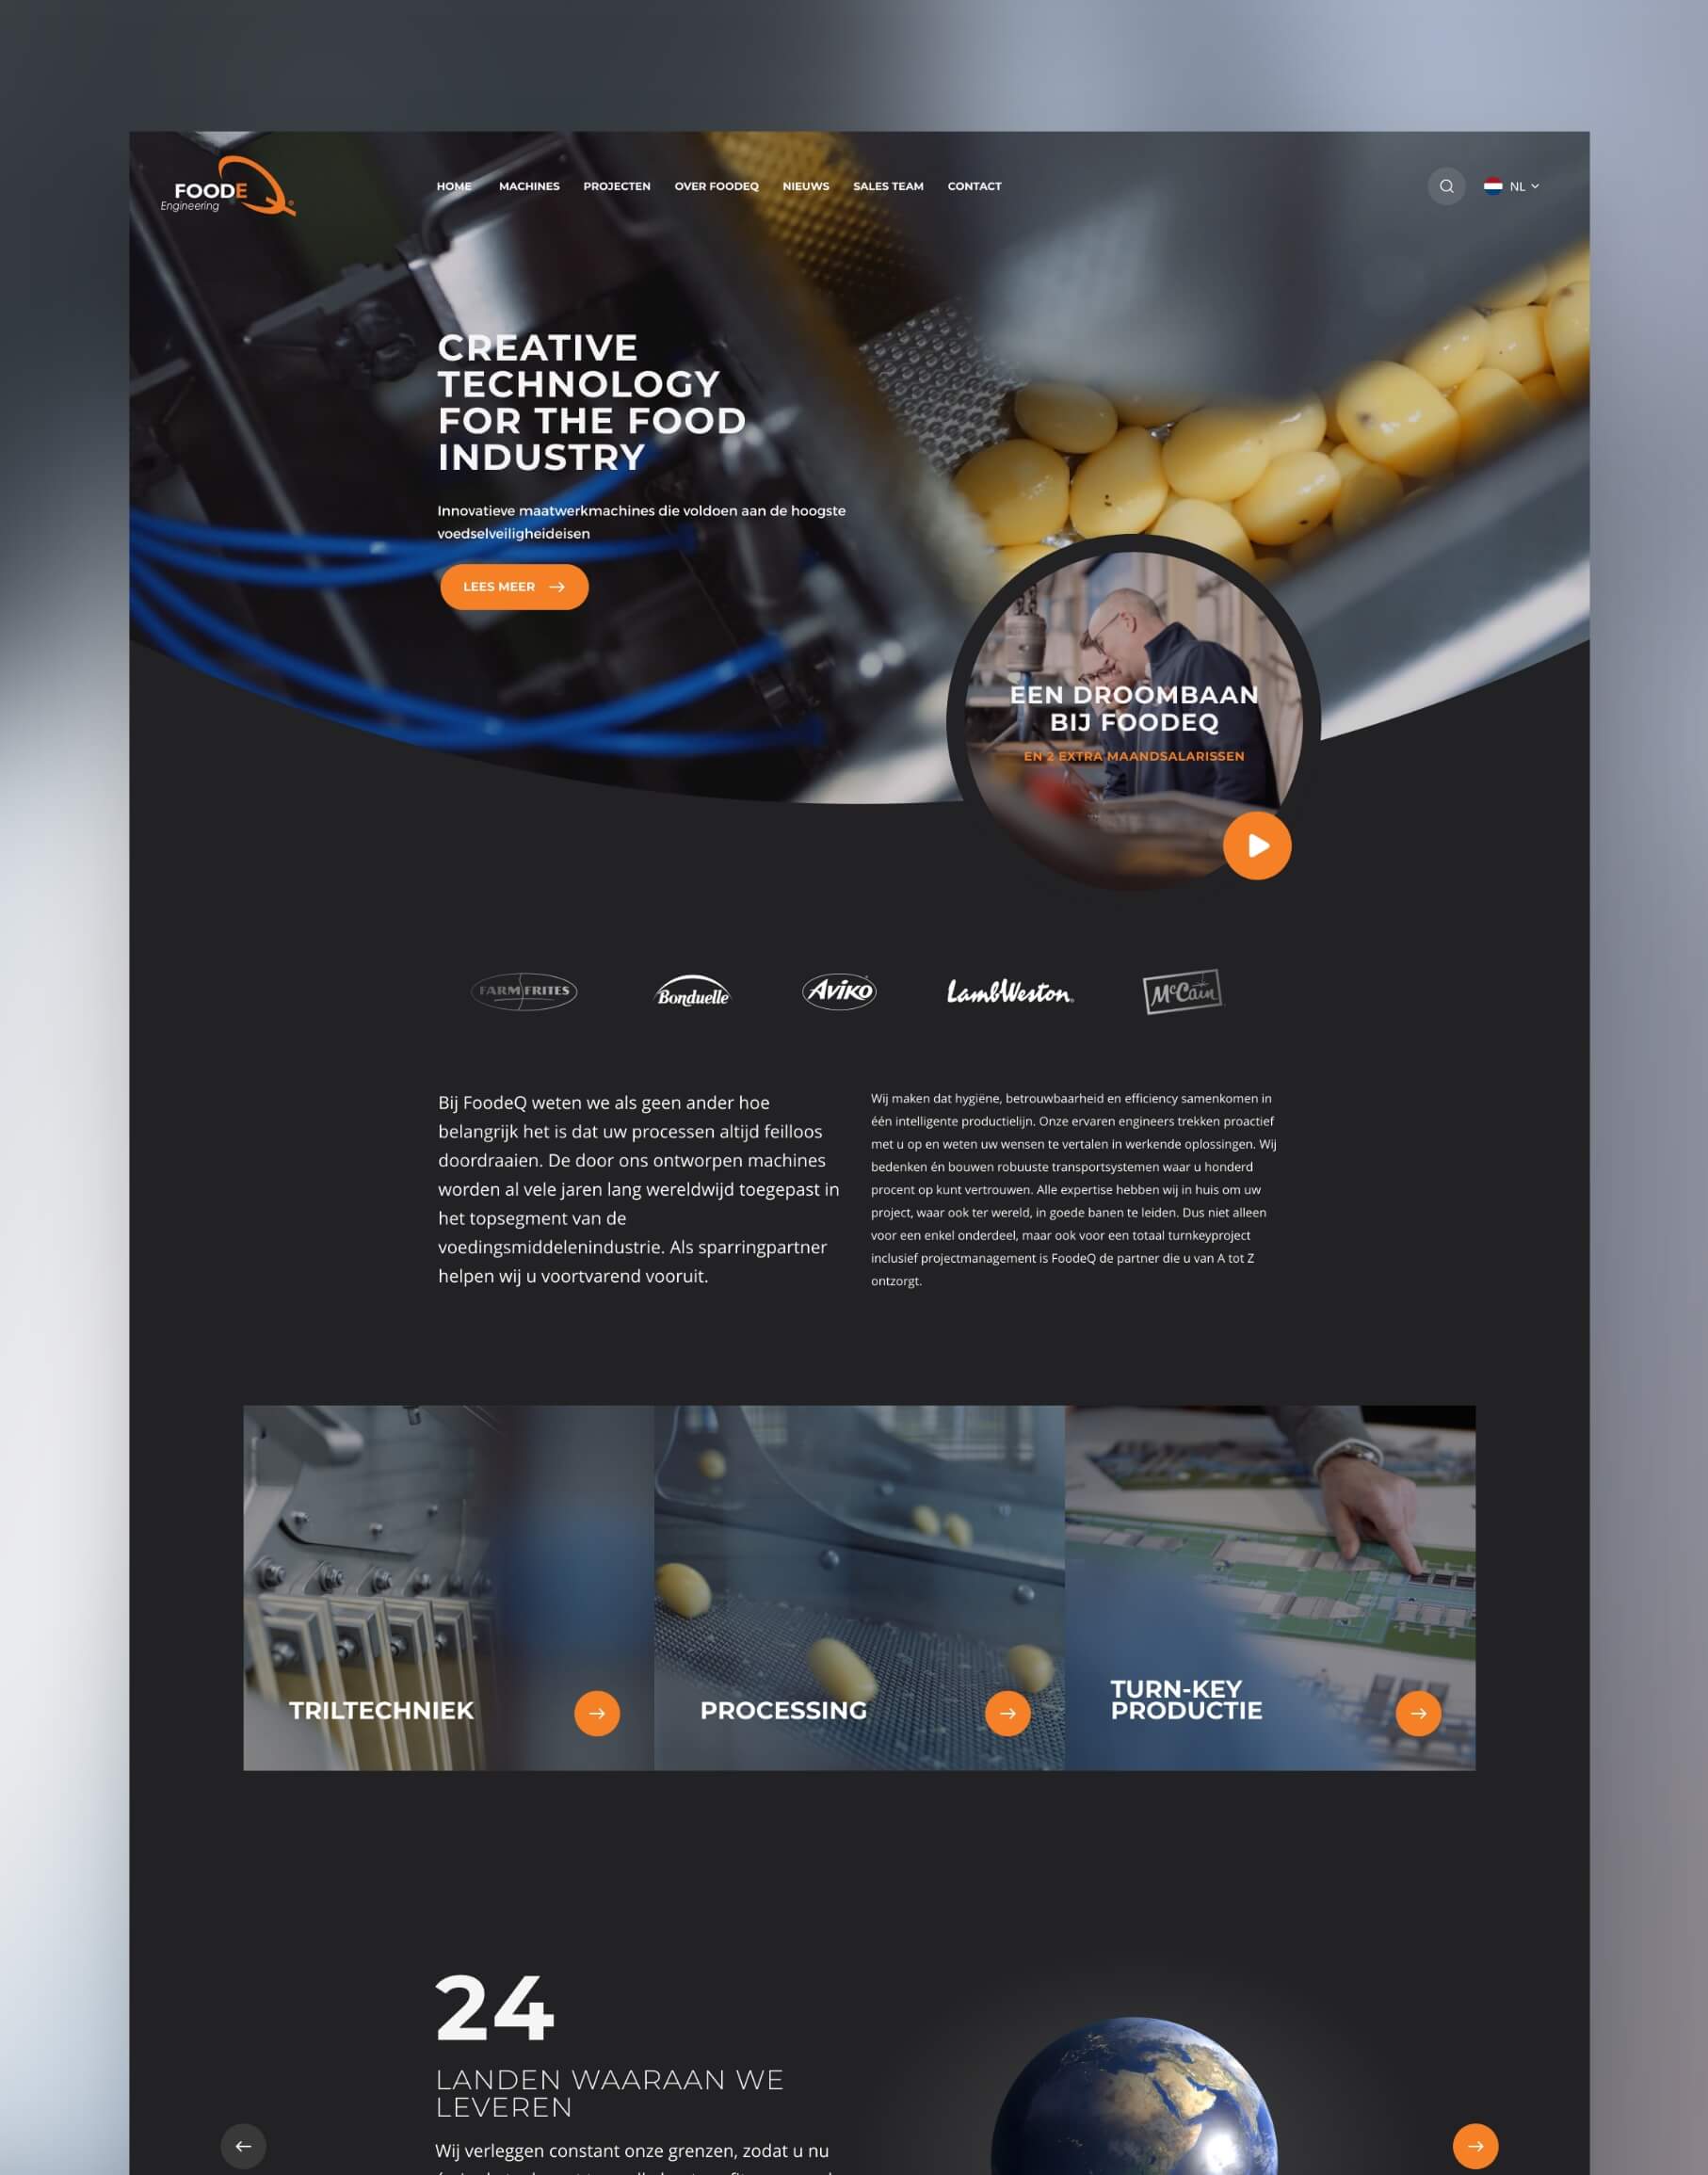 FOODE
Engineering
HOME MACHINES PROJECTEN OVER FOODEQ NIEUWS SALES TEAM CONTACT
NL
CREATIVE
TECHNOLOGY
FOR THE FOOD
INDUSTRY
Innovatieve maatwerkmachines die voldoen aan de hoogste
voedselveiligheideisen
LEES MEER
EEN DROOMBAAN
BIJ FOODEQ
EN 2 EXTRA MAANDSALARISSEN
FARM FRITES
Bonduelle
Aviko
LambWeston
McCain
Bij FoodeQ weten we als geen ander hoe
belangrijk het is dat uw processen altijd feilloos
doordraaien. De door ons ontworpen machines
worden al vele jaren lang wereldwijd toegepast in
het topsegment van de
voedingsmiddelenindustrie. Als sparringpartner
helpen wij u voortvarend vooruit.
Wij maken dat hygiëne, betrouwbaarheid en efficiency samenkomen in
één intelligente productielijn. Onze ervaren engineers trekken proactief
met u op en weten uw wensen te vertalen in werkende oplossingen. Wij
bedenken én bouwen robuuste transportsystemen waar u honderd
procent op kunt vertrouwen. Alle expertise hebben wij in huis om uw
project, waar ook ter wereld, in goede banen te leiden. Dus niet alleen
voor een enkel onderdeel, maar ook voor een totaal turnkeyproject
inclusief projectmanagement is FoodeQ de partner die u van A tot Z
ontzorgt.
TRILTECHNIEK
PROCESSING
TURN-KEY
PRODUCTIE
24
LANDEN WAARAAN WE
LEVEREN
Wij verleggen constant onze grenzen, zodat u nu